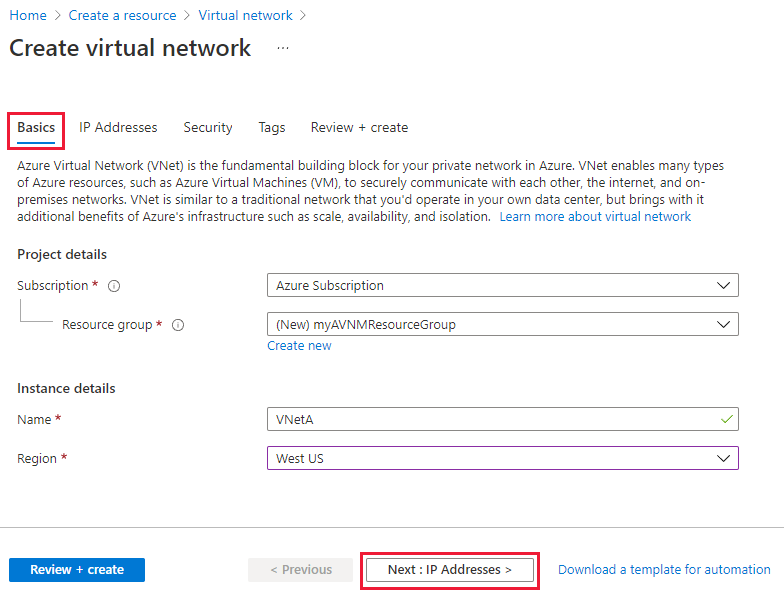 Home > Create a resource > Virtual network >
Create virtual network ...
Basics IP Addresses Security Tags Review + create
Azure Virtual Network (VNet) is the fundamental building block for your private network in Azure. VNet enables many types
of Azure resources, such as Azure Virtual Machines (VM), to securely communicate with each other, the internet, and on-
premises networks. VNet is similar to a traditional network that you'd operate in your own data center, but brings with it
additional benefits of Azure's infrastructure such as scale, availability, and isolation. Learn more about virtual network
Project details
Subscription * Azure Subscription
Resource group * (New) myAVNMResourceGroup
Create new
Instance details
Name * VNetA
Region * West US
Review + create < Previous Next : IP Addresses > Download a template for automation